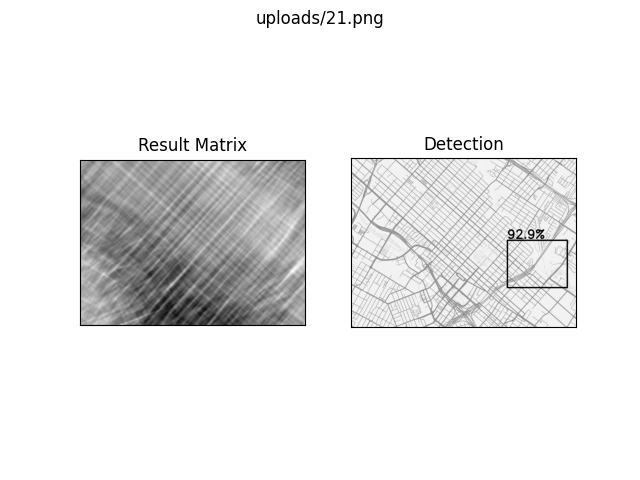 uploads/21.png
Result Matrix
Detection
92.9%